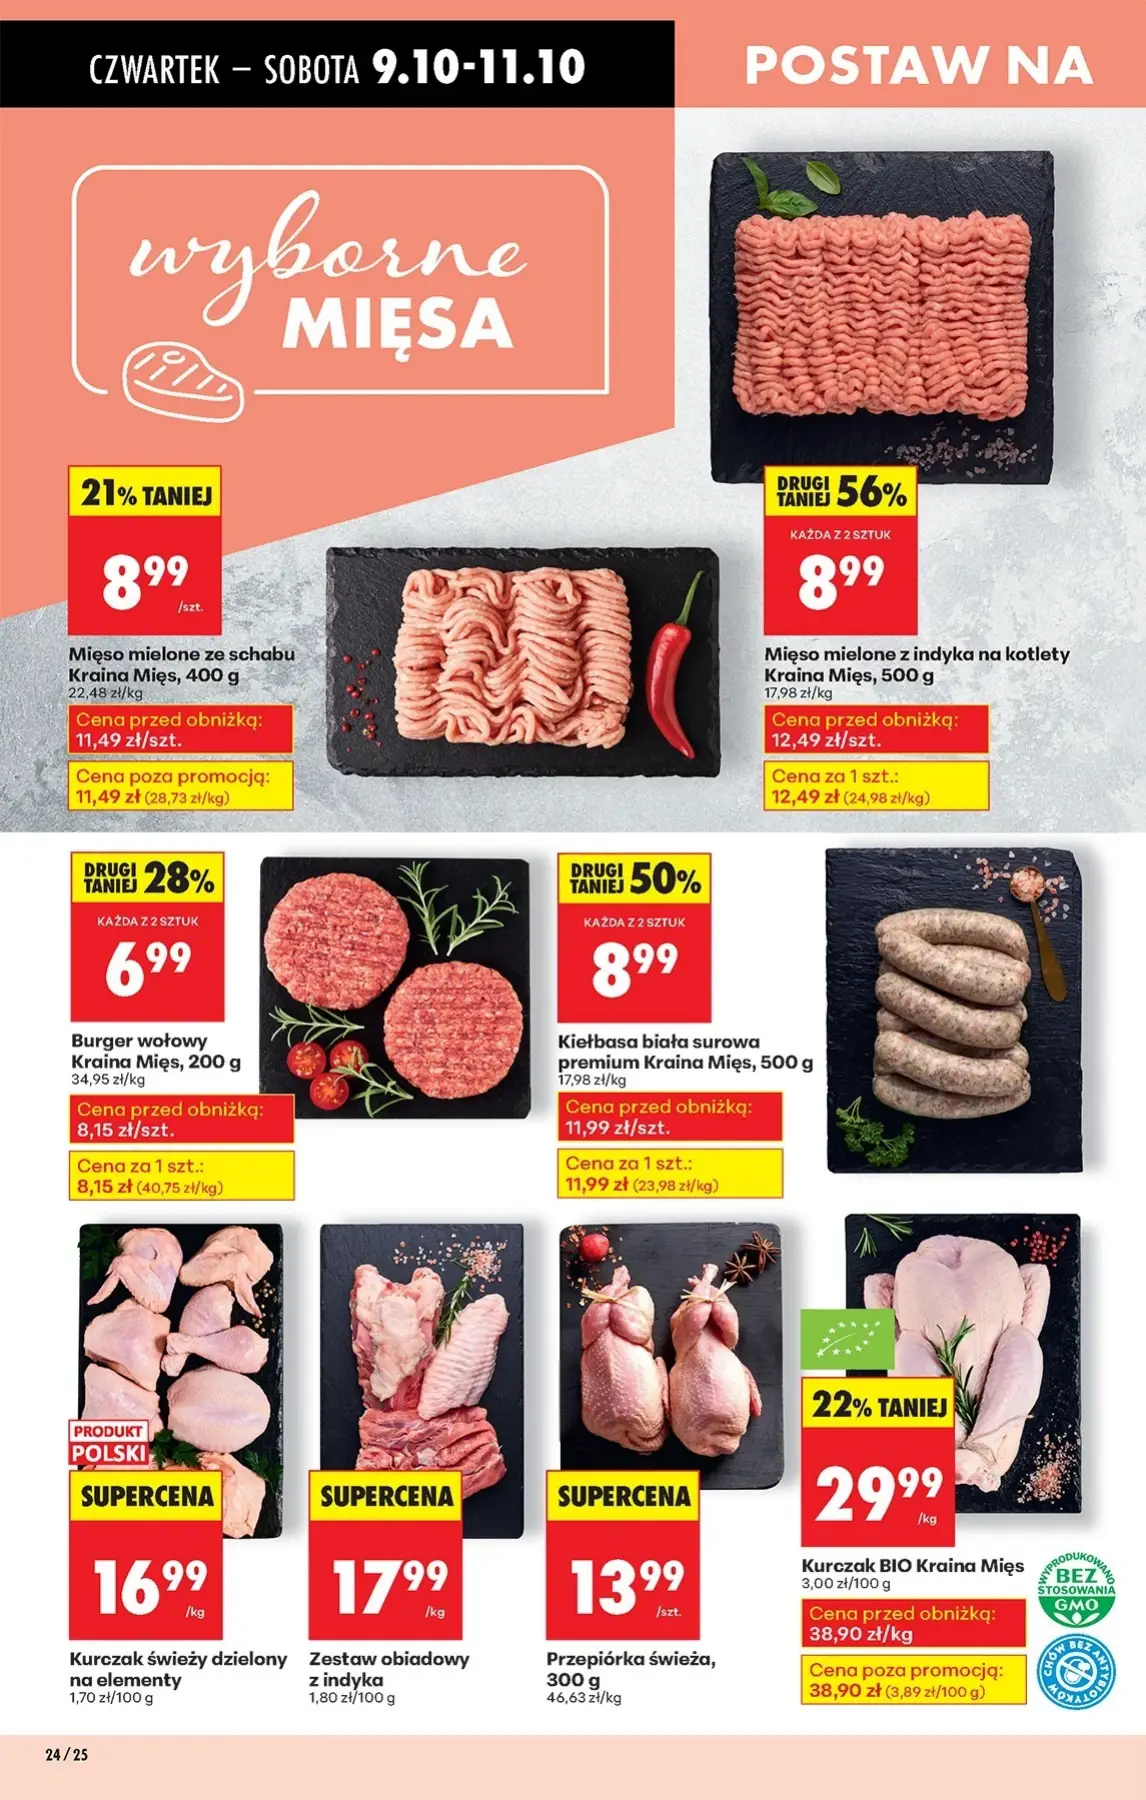 CZWARTEK – SOBOTA 9.10-11.10
POSTAW NA
wyborne
MIĘSA
21% TANIEJ
8 99
/szt.
Mięso mielone ze schabu
Kraina Mięs, 400 g
22,48 zł/kg
Cena przed obniżką:
11,49 zł/szt.
Cena poza promocją:
11,49 zł (28,73 zł/kg)
DRUGI
TANIEJ 56%
KAŻDA Z 2 SZTUK
8 99
Mięso mielone z indyka na kotlety
Kraina Mięs, 500 g
17,98 zł/kg
Cena przed obniżką:
12,49 zł/szt.
Cena za 1 szt.:
12,49 zł (24,98 zł/kg)
DRUGI
TANIEJ 28%
KAŻDA Z 2 SZTUK
6 99
Burger wołowy
Kraina Mięs, 200 g
34,95 zł/kg
Cena przed obniżką:
8,15 zł/szt.
Cena za 1 szt.:
8,15 zł (40,75 zł/kg)
DRUGI
TANIEJ 50%
KAŻDA Z 2 SZTUK
8 99
Kiełbasa biała surowa
premium Kraina Mięs, 500 g
17,98 zł/kg
Cena przed obniżką:
11,99 zł/szt.
Cena za 1 szt.:
11,99 zł (23,98 zł/kg)
PRODUKT
POLSKI
SUPERCENA
16 99
/kg
Kurczak świeży dzielony
na elementy
1,70 zł/100 g
SUPERCENA
17 99
/kg
Zestaw obiadowy
z indyka
1,80 zł/100 g
SUPERCENA
13 99
/szt.
Przepiórka świeża,
300 g
46,63 zł/kg
22% TANIEJ
29 99
/kg
Kurczak BIO Kraina Mięs
3,00 zł/100 g
Cena przed obniżką:
38,90 zł/kg
Cena poza promocją:
38,90 zł (3,89 zł/100 g)
WYPRODUKOWANO
BEZ
STOSOWANIA
GMO
CHÓW BEZ ANTYBIOTYKÓW
24 / 25